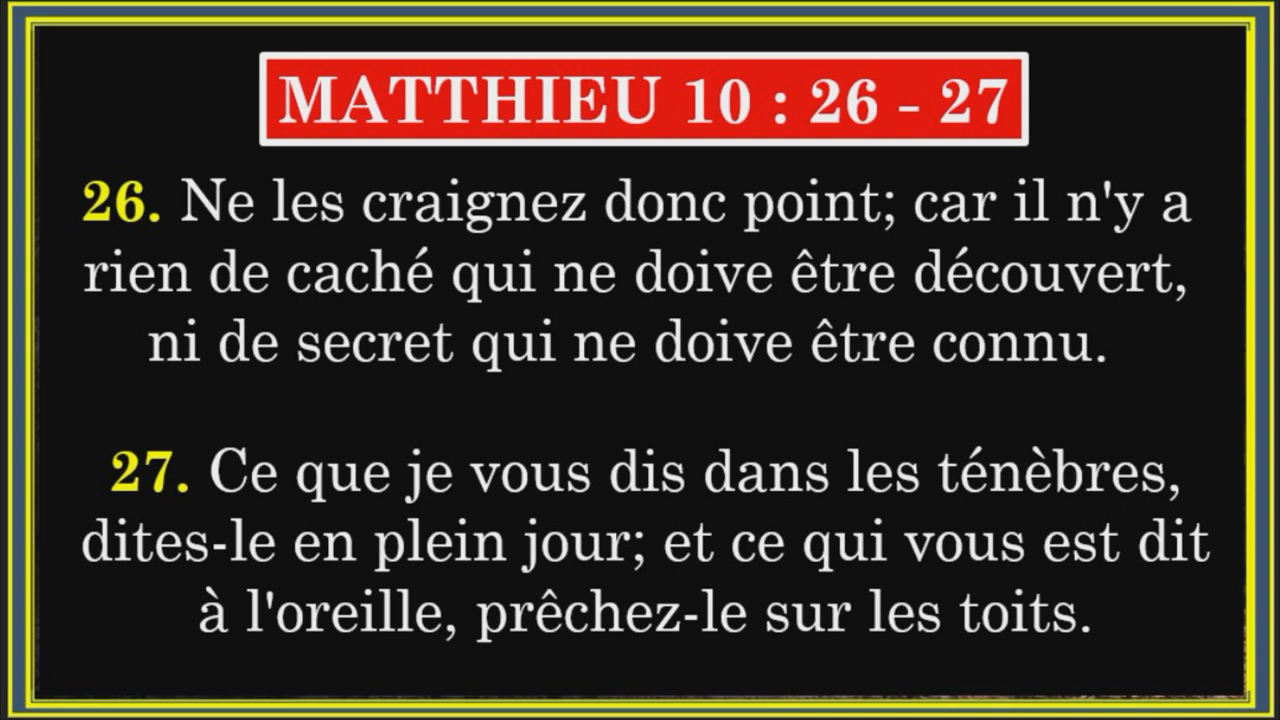 MATTHIEU 10 : 26 - 27
26. Ne les craignez donc point; car il n'y a
rien de caché qui ne doive être découvert,
ni de secret qui ne doive être connu.
27. Ce que je vous dis dans les ténèbres,
dites-le en plein jour; et ce qui vous est dit
à l'oreille, prêchez-le sur les toits.